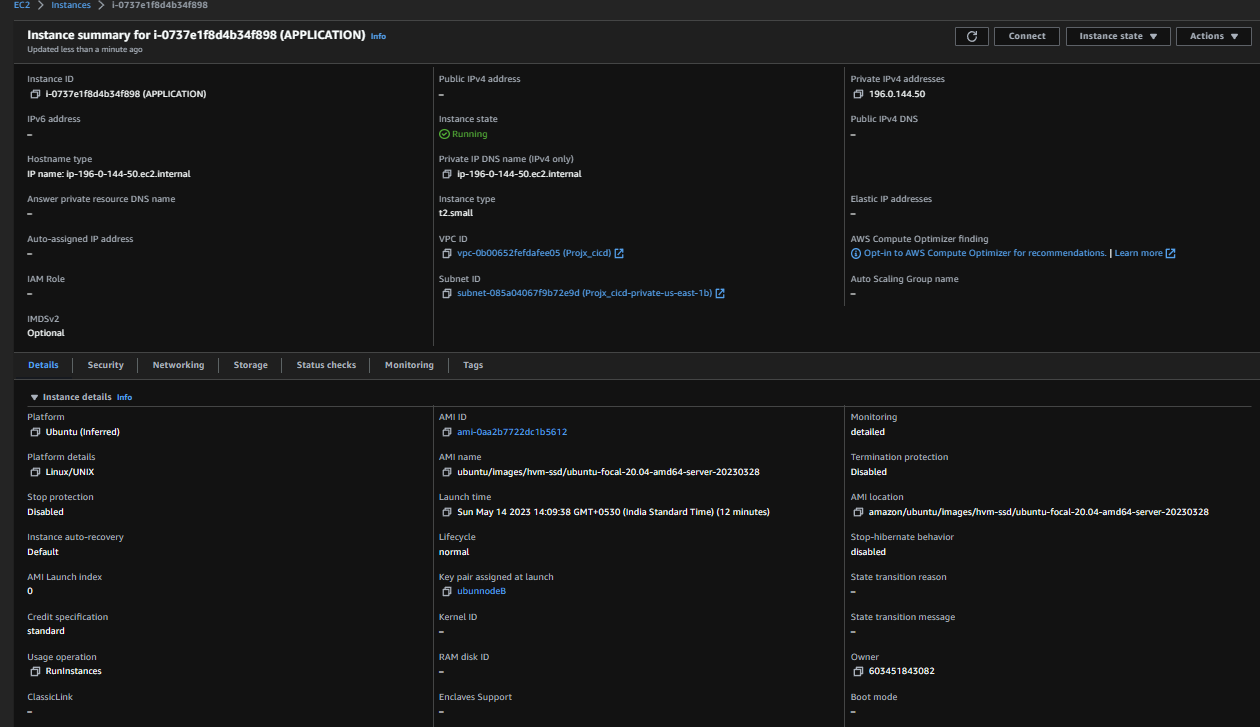 EC2 > Instances > i-0737e1f8d4b34f898
Instance summary for i-0737e1f8d4b34f898 (APPLICATION) Info
Updated less than a minute ago
Connect
Instance state ▼
Actions ▼
Instance ID
i-0737e1f8d4b34f898 (APPLICATION)
Public IPv4 address
–
Private IPv4 addresses
196.0.144.50
IPv6 address
–
Instance state
Running
Public IPv4 DNS
–
Hostname type
IP name: ip-196-0-144-50.ec2.internal
Private IP DNS name (IPv4 only)
ip-196-0-144-50.ec2.internal
Answer private resource DNS name
–
Instance type
t2.small
Elastic IP addresses
–
Auto-assigned IP address
–
VPC ID
vpc-0b00652fefdafee05 (Projx_cicd)
AWS Compute Optimizer finding
Opt-in to AWS Compute Optimizer for recommendations. | Learn more
IAM Role
–
Subnet ID
subnet-085a04067f9b72e9d (Projx_cicd-private-us-east-1b)
Auto Scaling Group name
–
IMDSv2
Optional
Details
Security
Networking
Storage
Status checks
Monitoring
Tags
▼ Instance details Info
Platform
Ubuntu (Inferred)
AMI ID
ami-0aa2b7722dc1b5612
Monitoring
detailed
Platform details
Linux/UNIX
AMI name
ubuntu/images/hvm-ssd/ubuntu-focal-20.04-amd64-server-20230328
Termination protection
Disabled
Stop protection
Disabled
Launch time
Sun May 14 2023 14:09:38 GMT+0530 (India Standard Time) (12 minutes)
AMI location
amazon/ubuntu/images/hvm-ssd/ubuntu-focal-20.04-amd64-server-20230328
Instance auto-recovery
Default
Lifecycle
normal
Stop-hibernate behavior
disabled
AMI Launch index
0
Key pair assigned at launch
ubunnodeB
State transition reason
–
Credit specification
standard
Kernel ID
–
State transition message
–
Usage operation
RunInstances
RAM disk ID
–
Owner
603451843082
ClassicLink
–
Enclaves Support
–
Boot mode
–